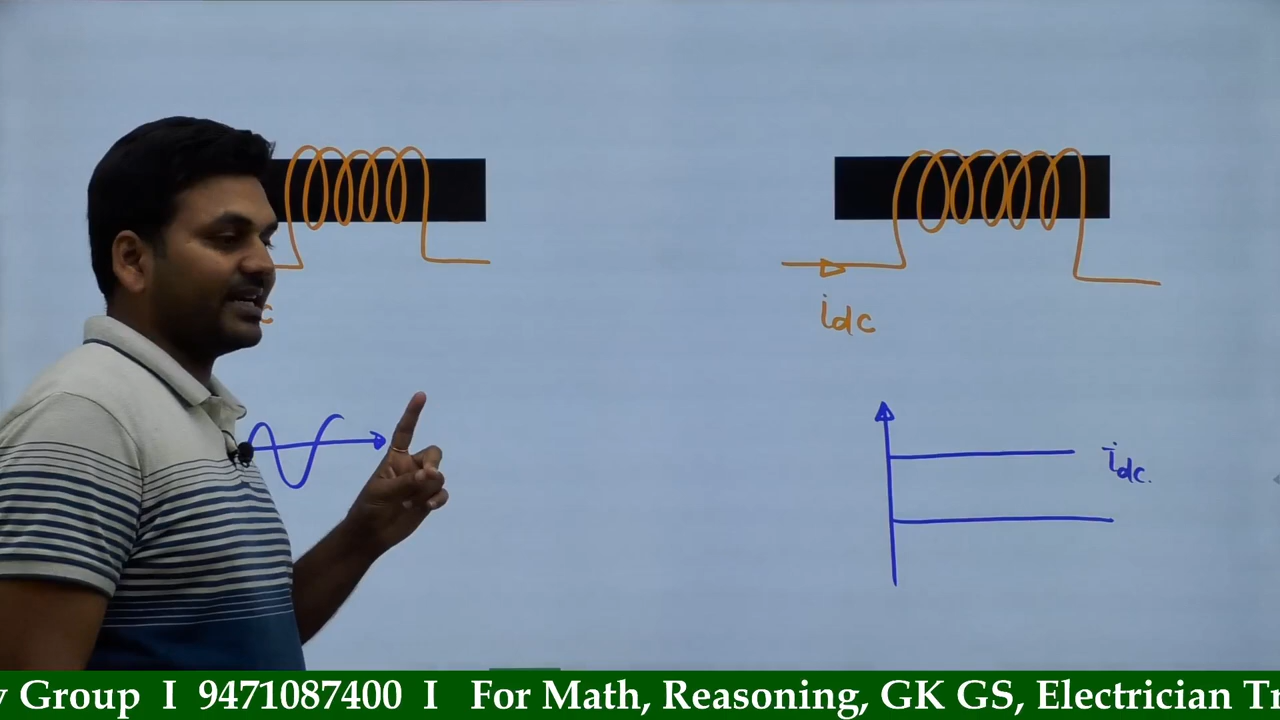 c
idc
idc.
y Group I 9471087400 I For Math, Reasoning, GK GS, Electrician Tr